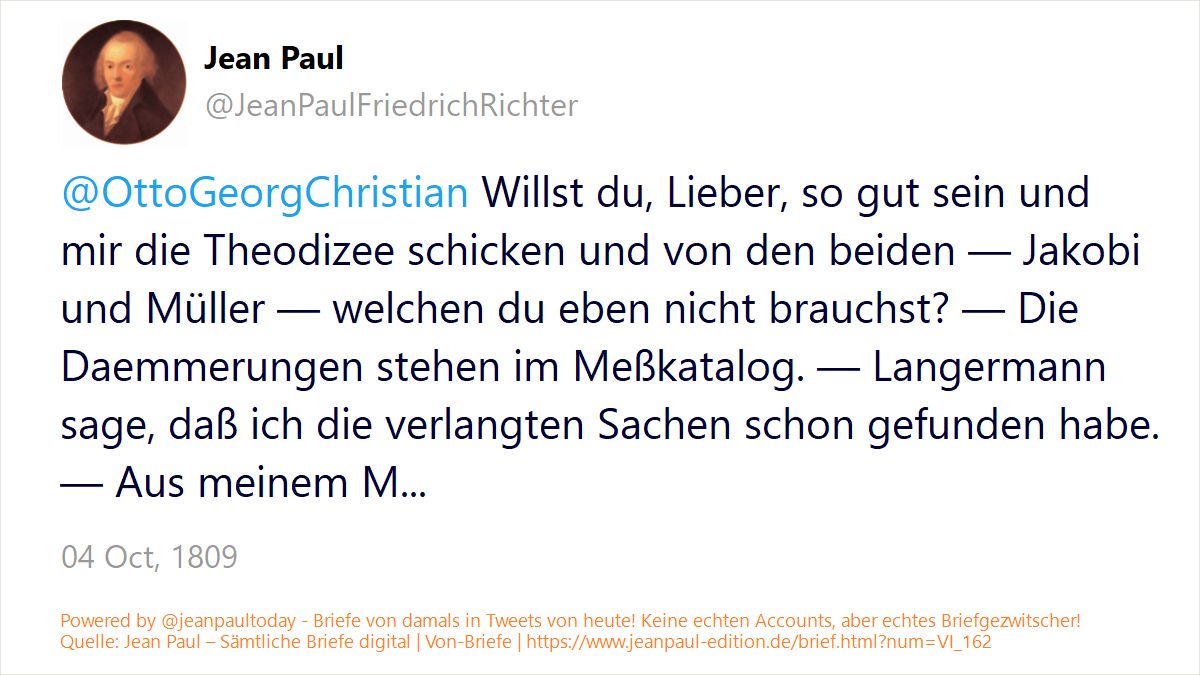 Jean Paul
@JeanPaulFriedrichRichter
@OttoGeorgChristian Willst du, Lieber, so gut sein und
mir die Theodizee schicken und von den beiden — Jakobi
und Müller — welchen du eben nicht brauchst? — Die
Daemmerungen stehen im Meßkatalog. — Langermann
sage, daß ich die verlangten Sachen schon gefunden habe.
— Aus meinem M...
04 Oct, 1809
Powered by @jeanpaultoday - Briefe von damals in Tweets von heute! Keine echten Accounts, aber echtes Briefgezwitscher!
Quelle: Jean Paul – Sämtliche Briefe digital | Von-Briefe | https://www.jeanpaul-edition.de/brief.html?num=VI_162